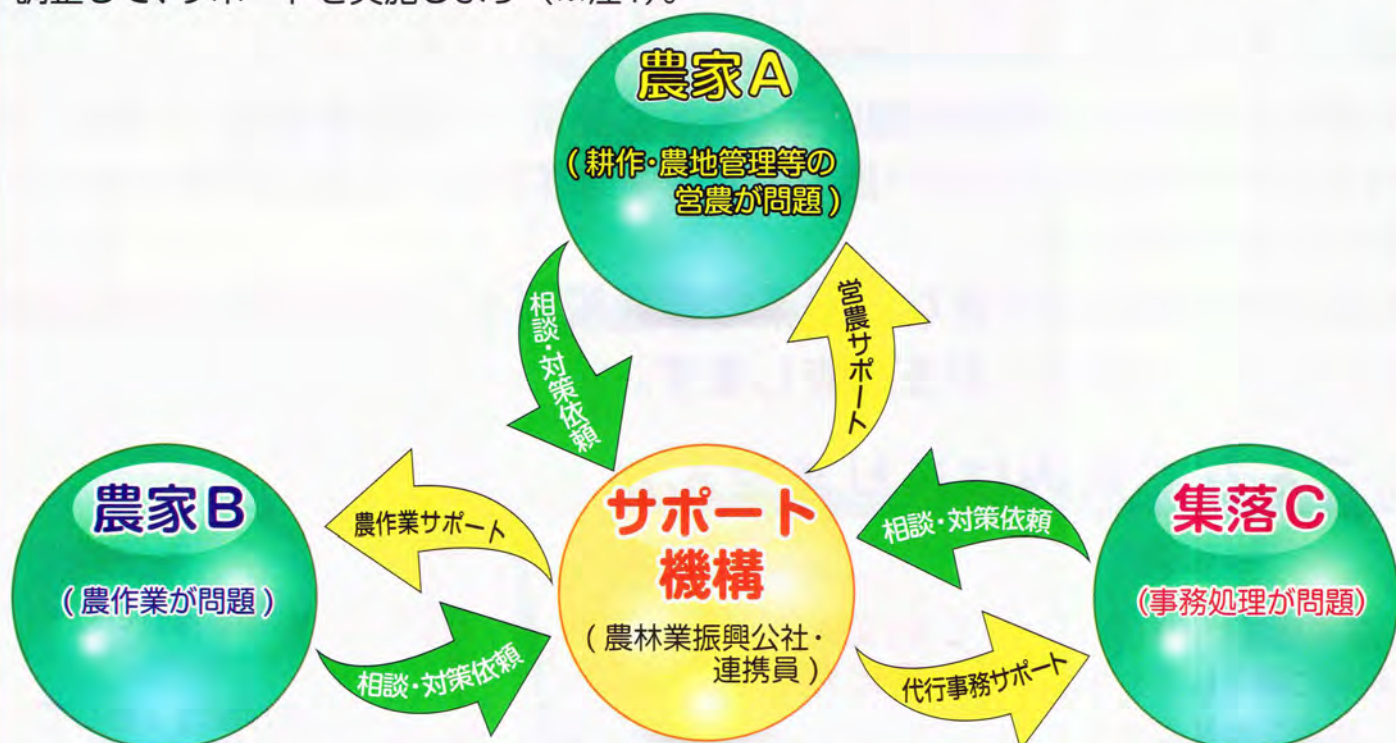 農家A
(耕作・農地管理等の
営農が問題)
相談・対策依頼
営農サポート
農家B
(農作業が問題)
農作業サポート
相談・対策依頼
サポート
機構
(農林業振興公社・
連携員)
相談・対策依頼
代行事務サポート
集落C
(事務処理が問題)